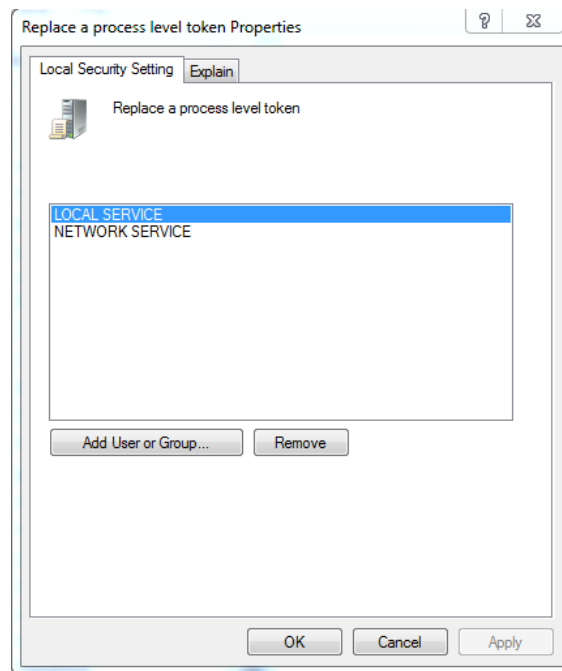 Replace a process level token Properties
Local Security Setting
Explain
Replace a process level token
LOCAL SERVICE
NETWORK SERVICE
Add User or Group...
Remove
OK
Cancel
Apply